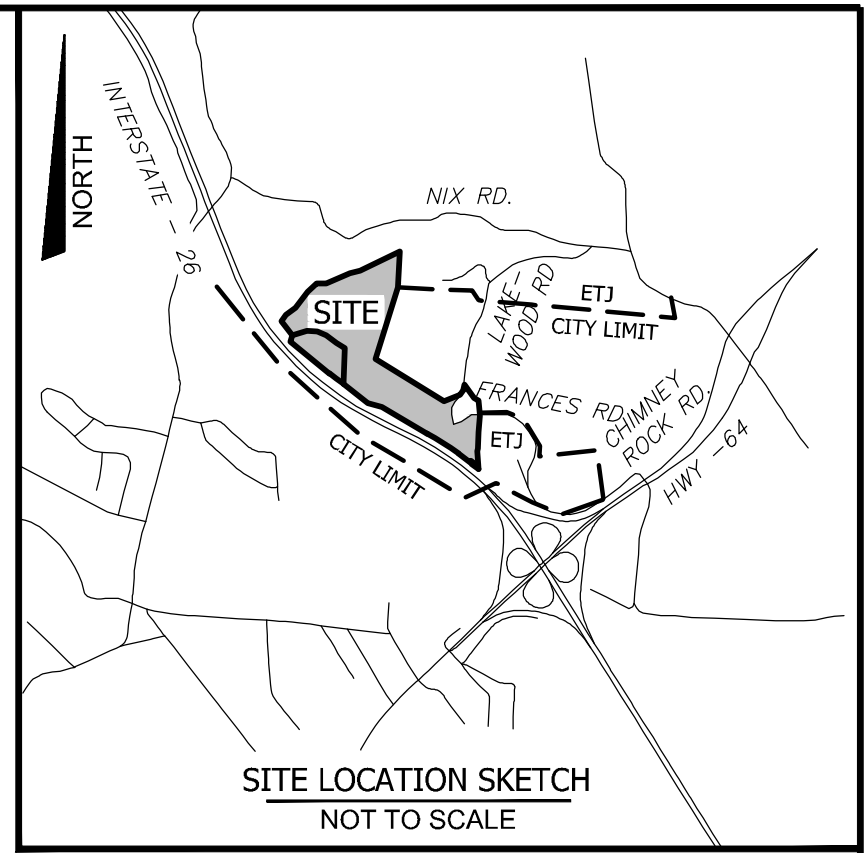 NORTH
INTERSTATE - 26
NIX RD.
LAKE-
WOOD RD
ETJ
CITY LIMIT
SITE
FRANCES RD.
CHIMNEY
ROCK RD.
ETJ
HWY -64
CITY LIMIT
SITE LOCATION SKETCH
NOT TO SCALE